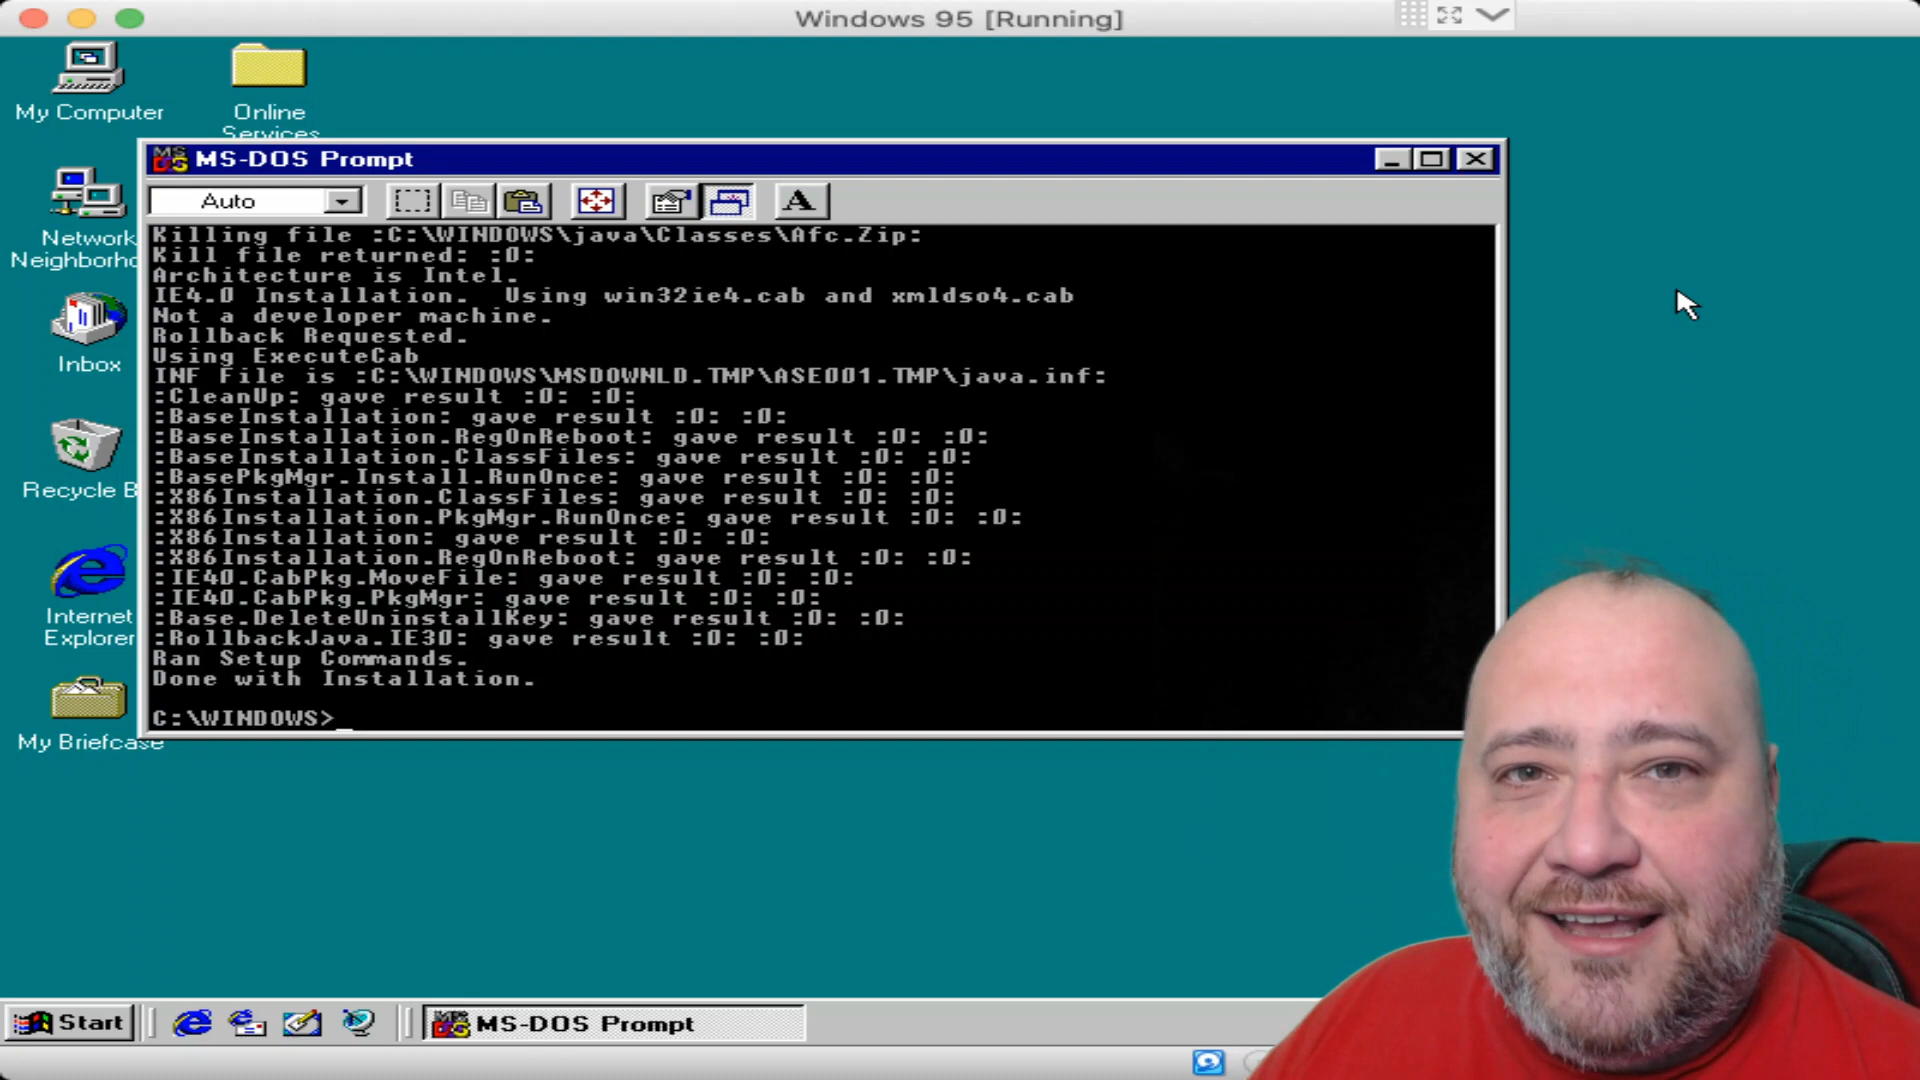 Windows 95 [Running]
My Computer
Online
Services
MS-DOS Prompt
Auto
A
Network
Neighborho
Inbox
Recycle B
Internet
Explorer
My Briefcase
Killing file :C:\WINDOWS\java\Classes\Afc.Zip:
Kill file returned: :0:
Architecture is Intel.
IE4.0 Installation.  Using win32ie4.cab and xmldso4.cab
Not a developer machine.
Rollback Requested.
Using ExecuteCab
INF File is :C:\WINDOWS\MSDOWNLD.TMP\ASE001.TMP\java.inf:
:CleanUp: gave result :0: :0:
:BaseInstallation: gave result :0: :0:
:BaseInstallation.RegOnReboot: gave result :0: :0:
:BaseInstallation.ClassFiles: gave result :0: :0:
:BasePkgMgr.Install.RunOnce: gave result :0: :0:
:X86Installation.ClassFiles: gave result :0: :0:
:X86Installation.PkgMgr.RunOnce: gave result :0: :0:
:X86Installation: gave result :0: :0:
:X86Installation.RegOnReboot: gave result :0: :0:
:IE40.CabPkg.MoveFile: gave result :0: :0:
:IE40.CabPkg.PkgMgr: gave result :0: :0:
:Base.DeleteUninstallKey: gave result :0: :0:
:RollbackJava.IE30: gave result :0: :0:
Ran Setup Commands.
Done with Installation.
C:\WINDOWS>_
Start
MS-DOS Prompt